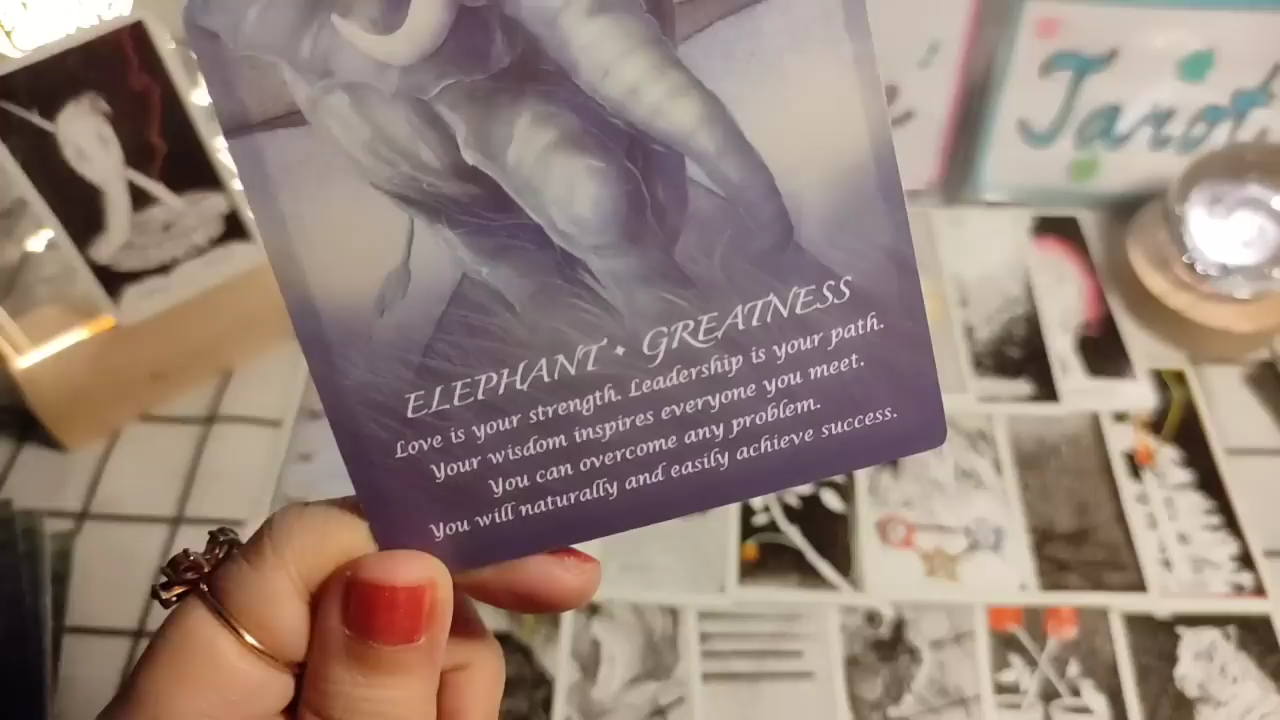 Tarot
ELEPHANT • GREATNESS
Love is your strength. Leadership is your path.
Your wisdom inspires everyone you meet.
You can overcome any problem.
You will naturally and easily achieve success.